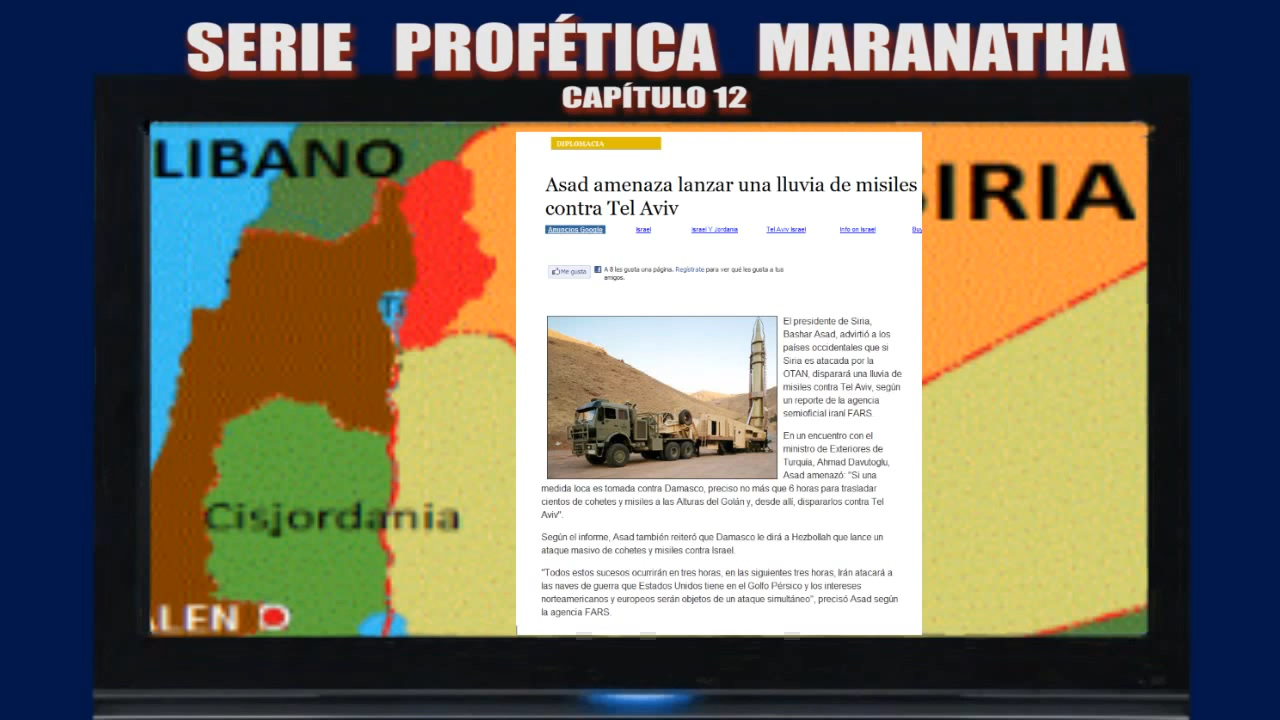 SERIE PROFÉTICA MARANATHA
CAPÍTULO 12
LIBANO
SIRIA
Cisjordania
ALEN
DIPLOMACIA
Asad amenaza lanzar una lluvia de misiles
contra Tel Aviv
Anuncios Google Israel Israel Y Jordania Tel Aviv Israel Info on Israel
Me gusta
A 8 les gusta una página. Regístrate para ver qué les gusta a tus
amigos.
El presidente de Siria,
Bashar Asad, advirtió a los
países occidentales que si
Siria es atacada por la
OTAN, disparará una lluvia de
misiles contra Tel Aviv, según
un reporte de la agencia
semioficial iraní FARS.
En un encuentro con el
ministro de Exteriores de
Turquía, Ahmad Davutoglu,
Asad amenazó: "Si una
medida loca es tomada contra Damasco, preciso no más que 6 horas para trasladar
cientos de cohetes y misiles a las Alturas del Golán y, desde allí, dispararlos contra Tel
Aviv".
Según el informe, Asad también reiteró que Damasco le dirá a Hezbollah que lance un
ataque masivo de cohetes y misiles contra Israel.
"Todos estos sucesos ocurrirán en tres horas, en las siguientes tres horas, Irán atacará a
las naves de guerra que Estados Unidos tiene en el Golfo Pérsico y los intereses
norteamericanos y europeos serán objetos de un ataque simultáneo", precisó Asad según
la agencia FARS.